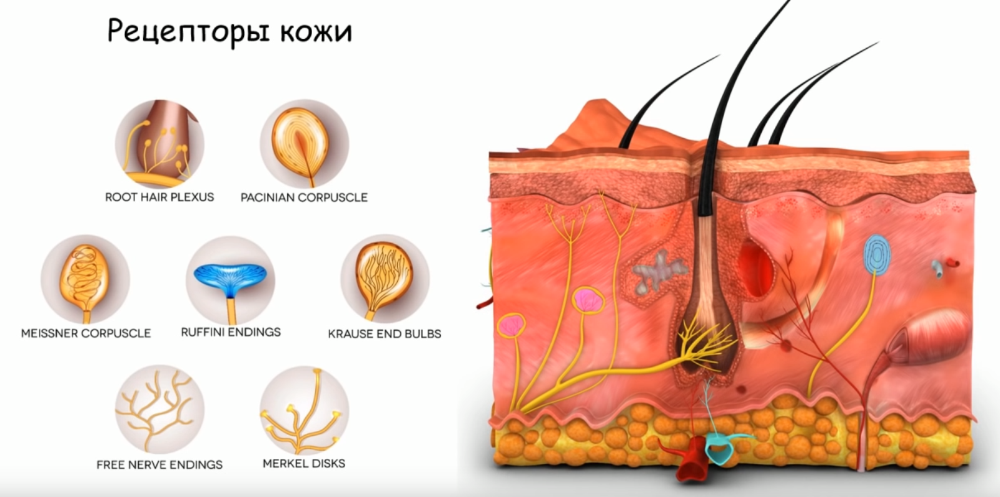 Рецепторы кожи
ROOT HAIR PLEXUS
PACINIAN CORPUSCLE
MEISSNER CORPUSCLE
RUFFINI ENDINGS
KRAUSE END BULBS
FREE NERVE ENDINGS
MERKEL DISKS